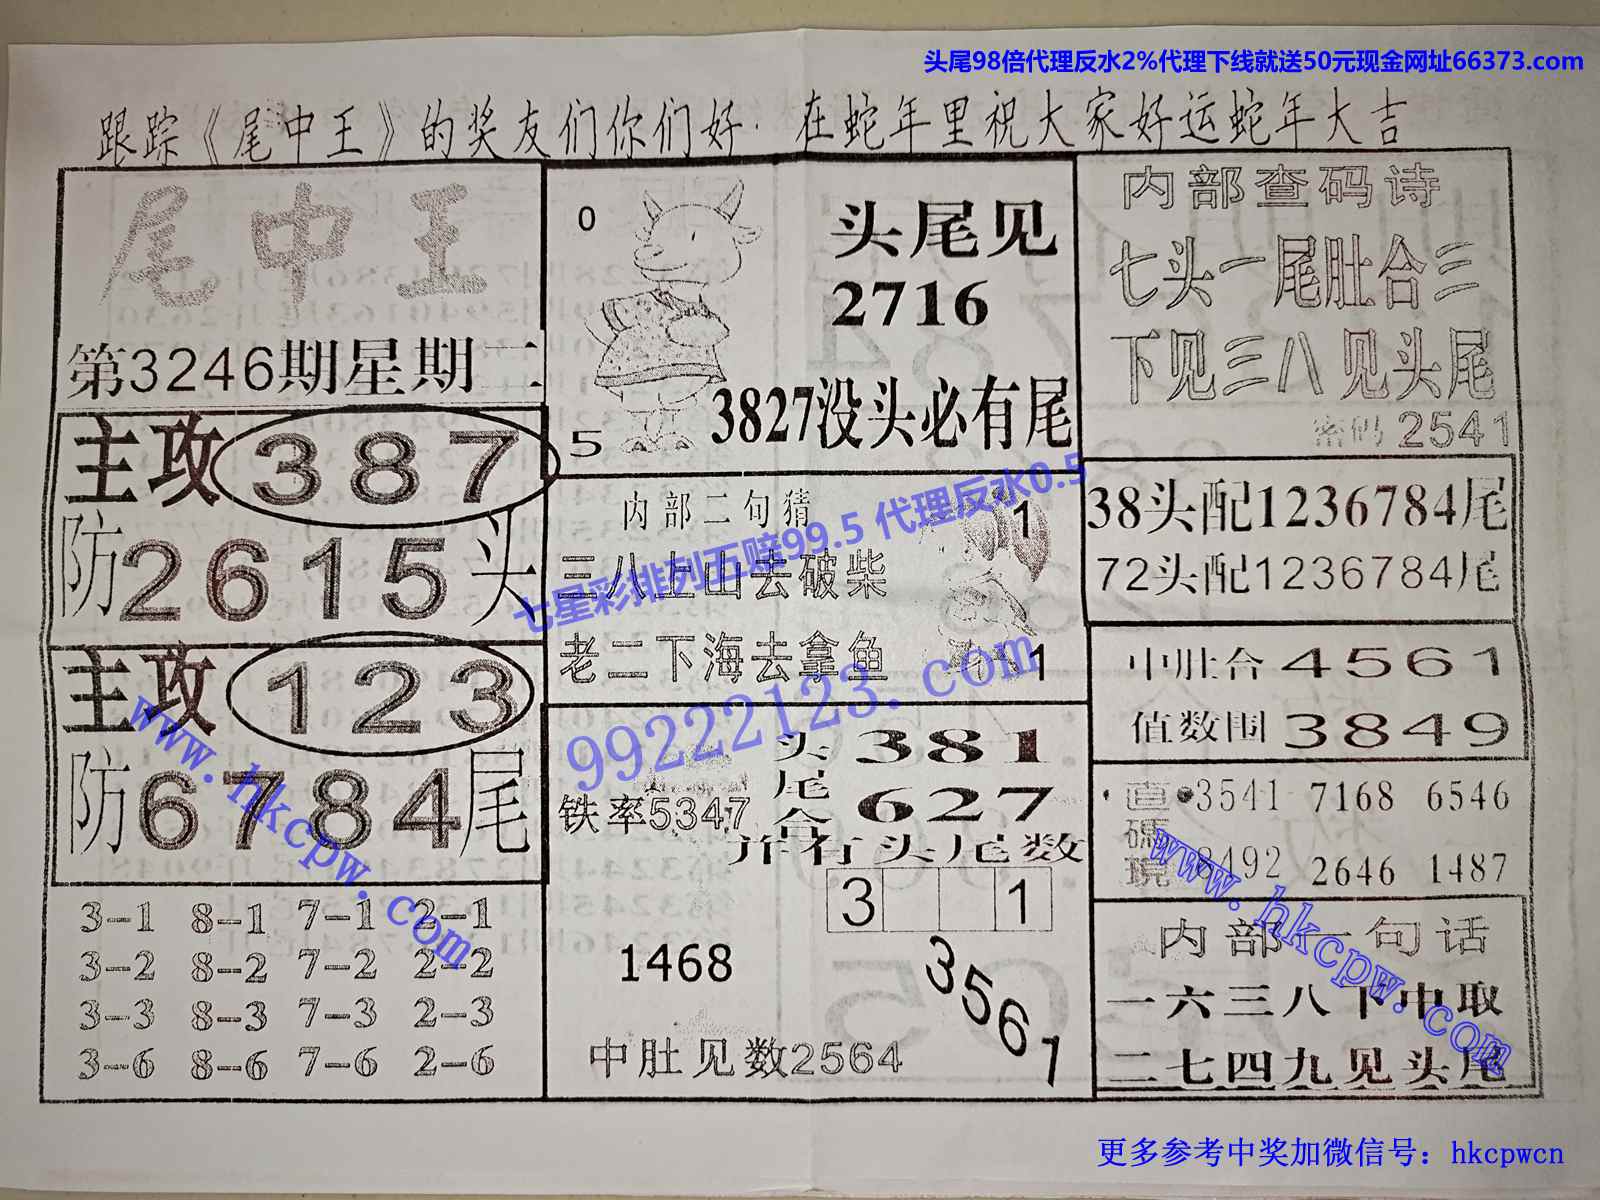 头尾98倍代理反水2%代理下线就送50元现金网址66373.com
跟踪《尾中王》的奖友们你们好·在蛇年里祝大家好运蛇年大吉
尾中王
第3246期星期二
主攻387
防2615头
主攻123
防6784尾
3-1 8-1 7-1 2-1
3-2 8-2 7-2 2-2
3-3 8-3 7-3 2-3
3-6 8-6 7-6 2-6
0
5
头尾见
2716
3827没头必有尾
内部二句猜
三八上山去破柴
老二下海去拿鱼
1
1
七星彩排列五赔99.5 代理反水0.5
99222123.com
铁率5347
头尾合
381
627
并有头尾数
3 1
1468
3561
中肚见数2564
内部查码诗
七头一尾肚合三
下见三八见头尾
密码2541
38头配1236784尾
72头配1236784尾
中肚合4561
值数围3849
直码
3541 7168 6546
8492 2646 1487
内部一句话
一六三八下中取
二七四九见头尾
www.hkcpw.com
www.hkcpw.com
更多参考中奖加微信号：hkcpwcn